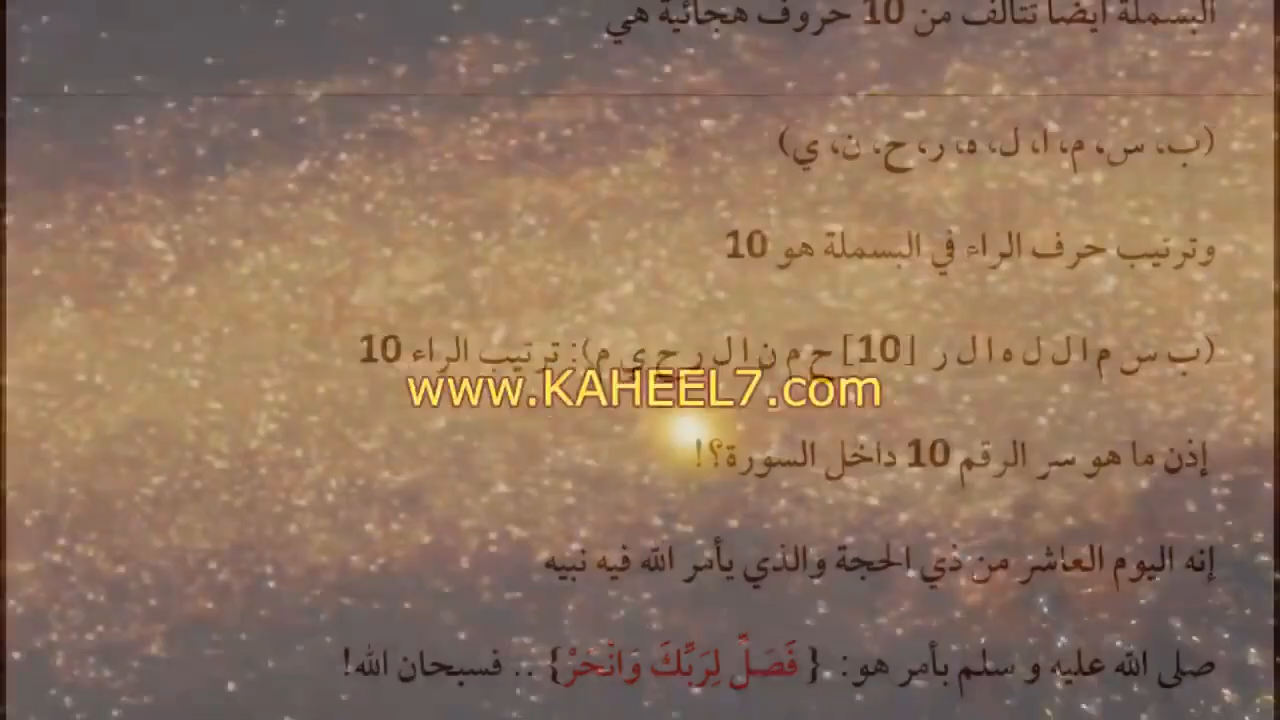 البسملة أيضاً تتألف من 10 حروف هجائية هي
(ب، س، م، ا، ل، ه، ر، ح، ن، ي)
وترتيب حرف الراء في البسملة هو 10
(ب س م ا ل ل ه ا ل ر [10] ح م ن ا ل ر ح ي م): ترتيب الراء 10
www.KAHEEL7.com
إذن ما هو سر الرقم 10 داخل السورة؟!
إنه اليوم العاشر من ذي الحجة والذي يأمر الله فيه نبيه
صلى الله عليه و سلم بأمر هو: { فَصَلِّ لِرَبِّكَ وَانْحَرْ} .. فسبحان الله!